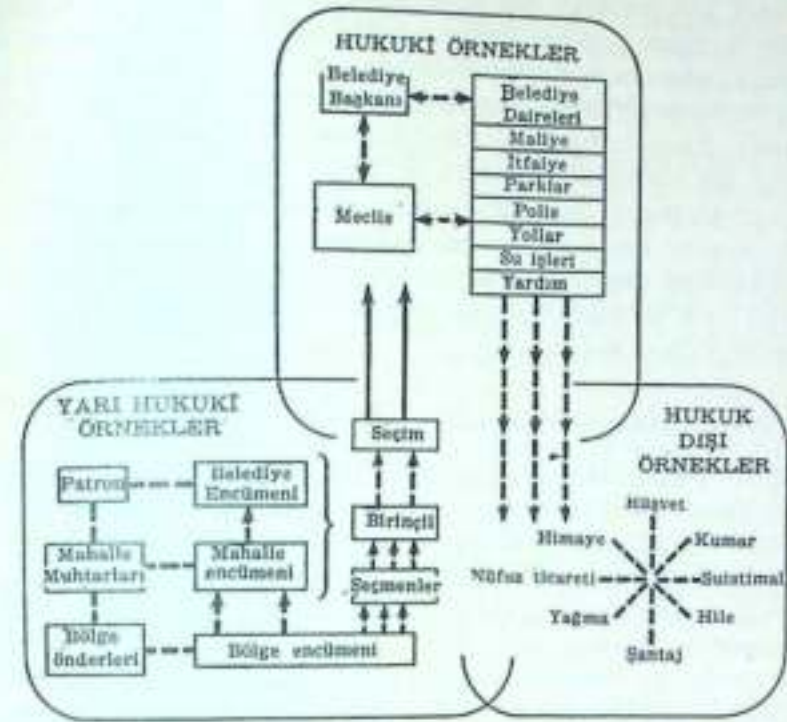 HUKUKİ ÖRNEKLER
Belediye
Başkanı
Belediye
Daireleri
Maliye
İtfaiye
Parklar
Polis
Yollar
Su işleri
Yardım
Meclis
YARI HUKUKİ
ÖRNEKLER
Patron
Belediye
Encümeni
Mahalle
Muhtarları
Mahalle
encümeni
Bölge
önderleri
Bölge encümeni
Seçim
Birinçli
Seçmenler
HUKUK
DIŞI
ÖRNEKLER
Rüşvet
Himaye
Kumar
Nüfuz ticareti
Suistimal
Yağma
Hile
Şantaj